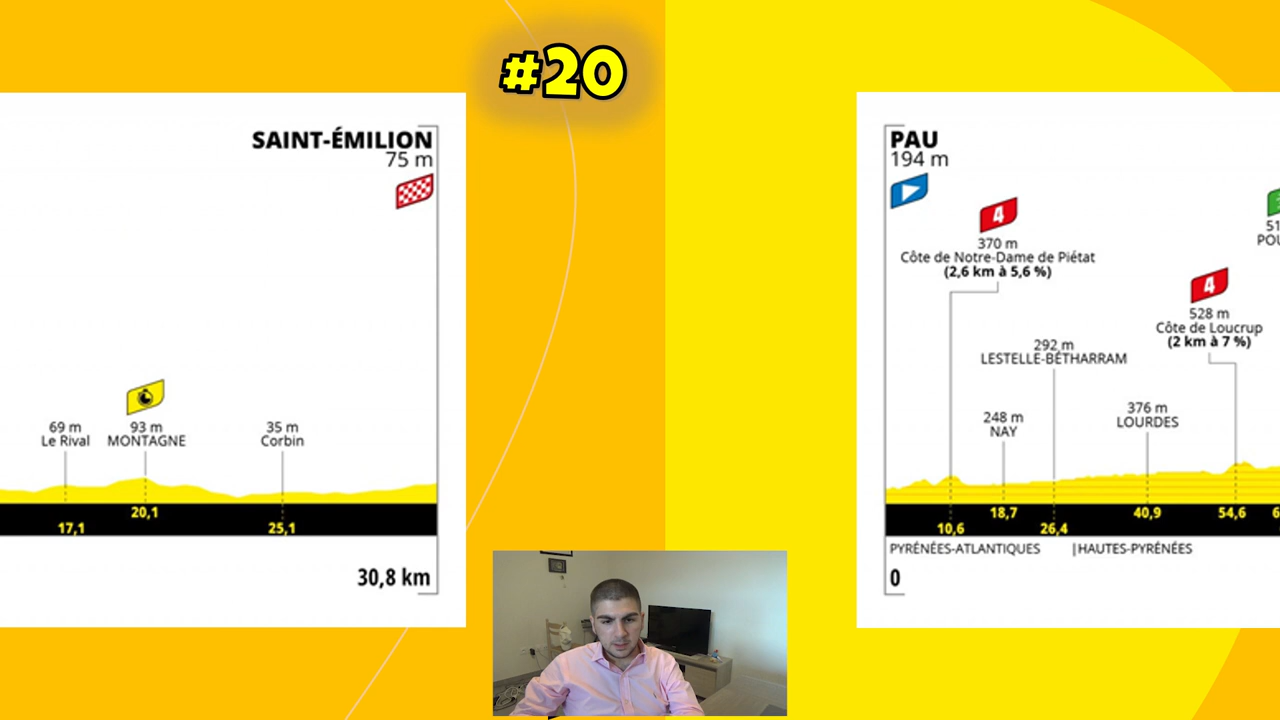 #20
SAINT-ÉMILION
75 m
69 m
Le Rival
93 m
MONTAGNE
35 m
Corbin
17,1
20,1
25,1
30,8 km
PAU
194 m
4
370 m
Côte de Notre-Dame de Piétat
(2,6 km à 5,6 %)
4
528 m
Côte de Loucrup
(2 km à 7 %)
292 m
LESTELLE-BÉTHARRAM
248 m
NAY
376 m
LOURDES
10,6
18,7
26,4
40,9
54,6
PYRÉNÉES-ATLANTIQUES
|HAUTES-PYRÉNÉES
0